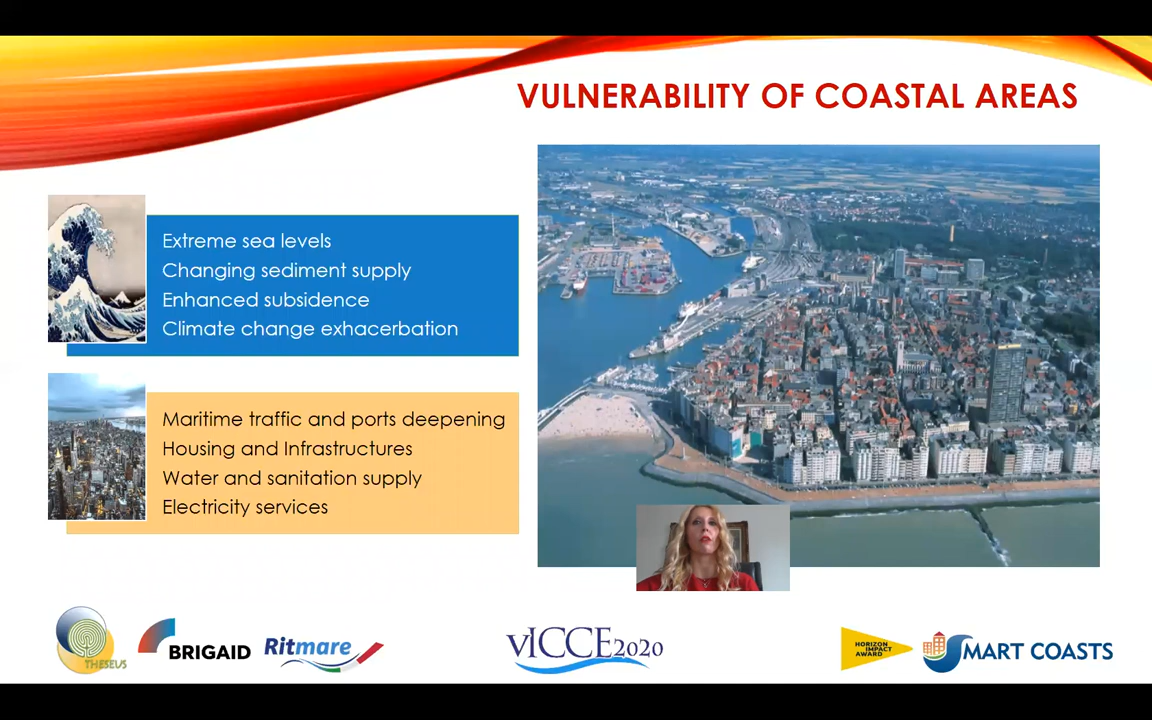 VULNERABILITY OF COASTAL AREAS
Extreme sea levels
Changing sediment supply
Enhanced subsidence
Climate change exhacerbation
Maritime traffic and ports deepening
Housing and Infrastructures
Water and sanitation supply
Electricity services
THESEUS
BRIGAID
Ritmare
vICCE2020
HORIZON
IMPACT
AWARD
SMART COASTS